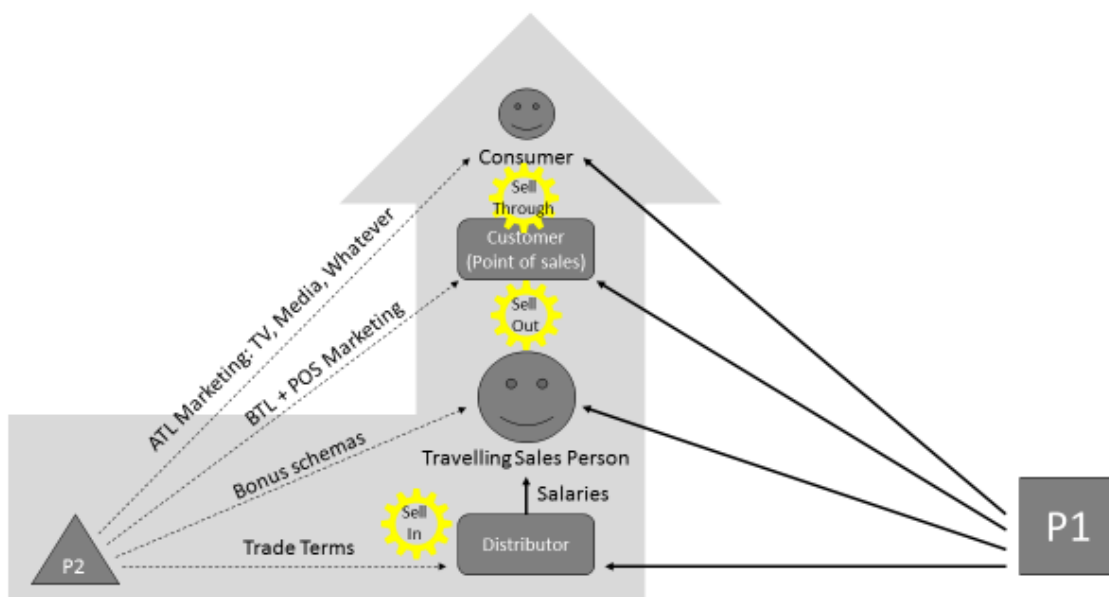 Consumer
Sell
Through
Customer
(Point of sales)
Sell
Out
ATL Marketing: TV, Media, Whatever
BTL + POS Marketing
Bonus schemas
Travelling Sales Person
Salaries
Sell
In
Trade Terms
Distributor
P2
P1